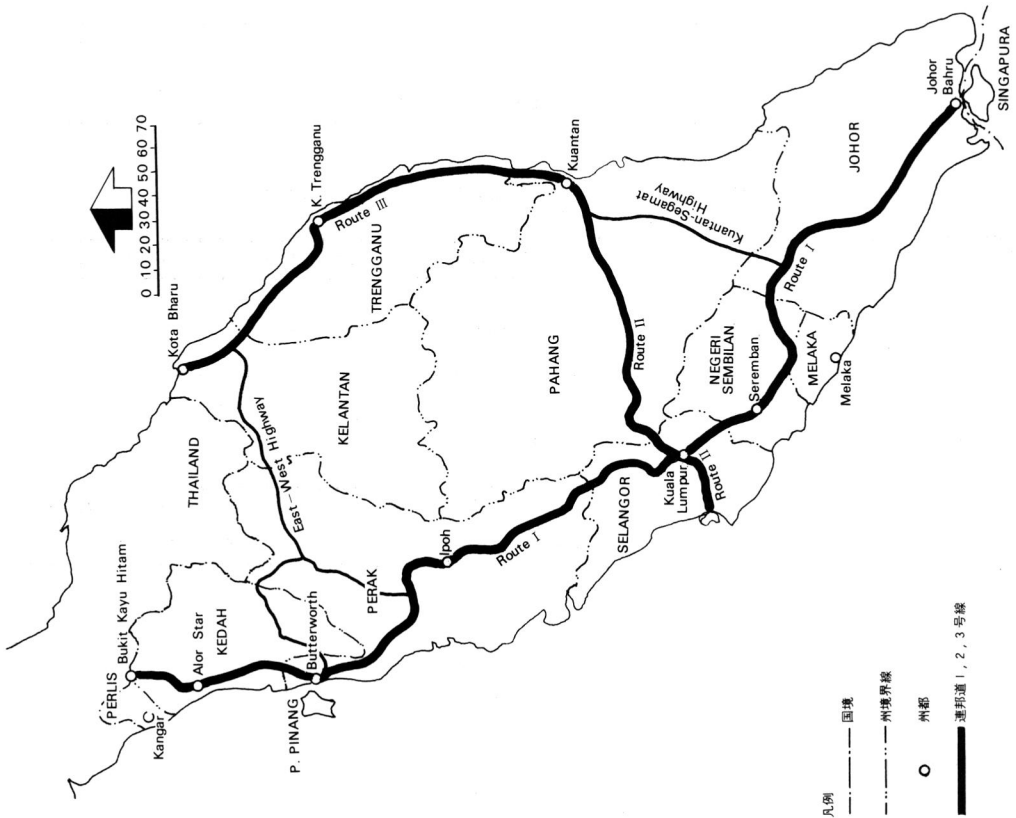 0 10 20 30 40 50 60 70
PERLIS
Bukit Kayu Hitam
Kangar
Alor Star
KEDAH
P. PINANG
Butterworth
THAILAND
East-West Highway
Kota Bharu
K. Trengganu
Route III
TRENGGANU
KELANTAN
PERAK
Ipoh
Route I
PAHANG
Kuantan
Route II
Kuantan-Segamat
Highway
SELANGOR
Kuala
Lumpur
Route II
NEGERI
SEMBILAN
Seremban
MELAKA
Melaka
Route I
JOHOR
Johor
Bahru
SINGAPURA
凡例
国境
州境界線
州都
連邦道 1, 2, 3 号線